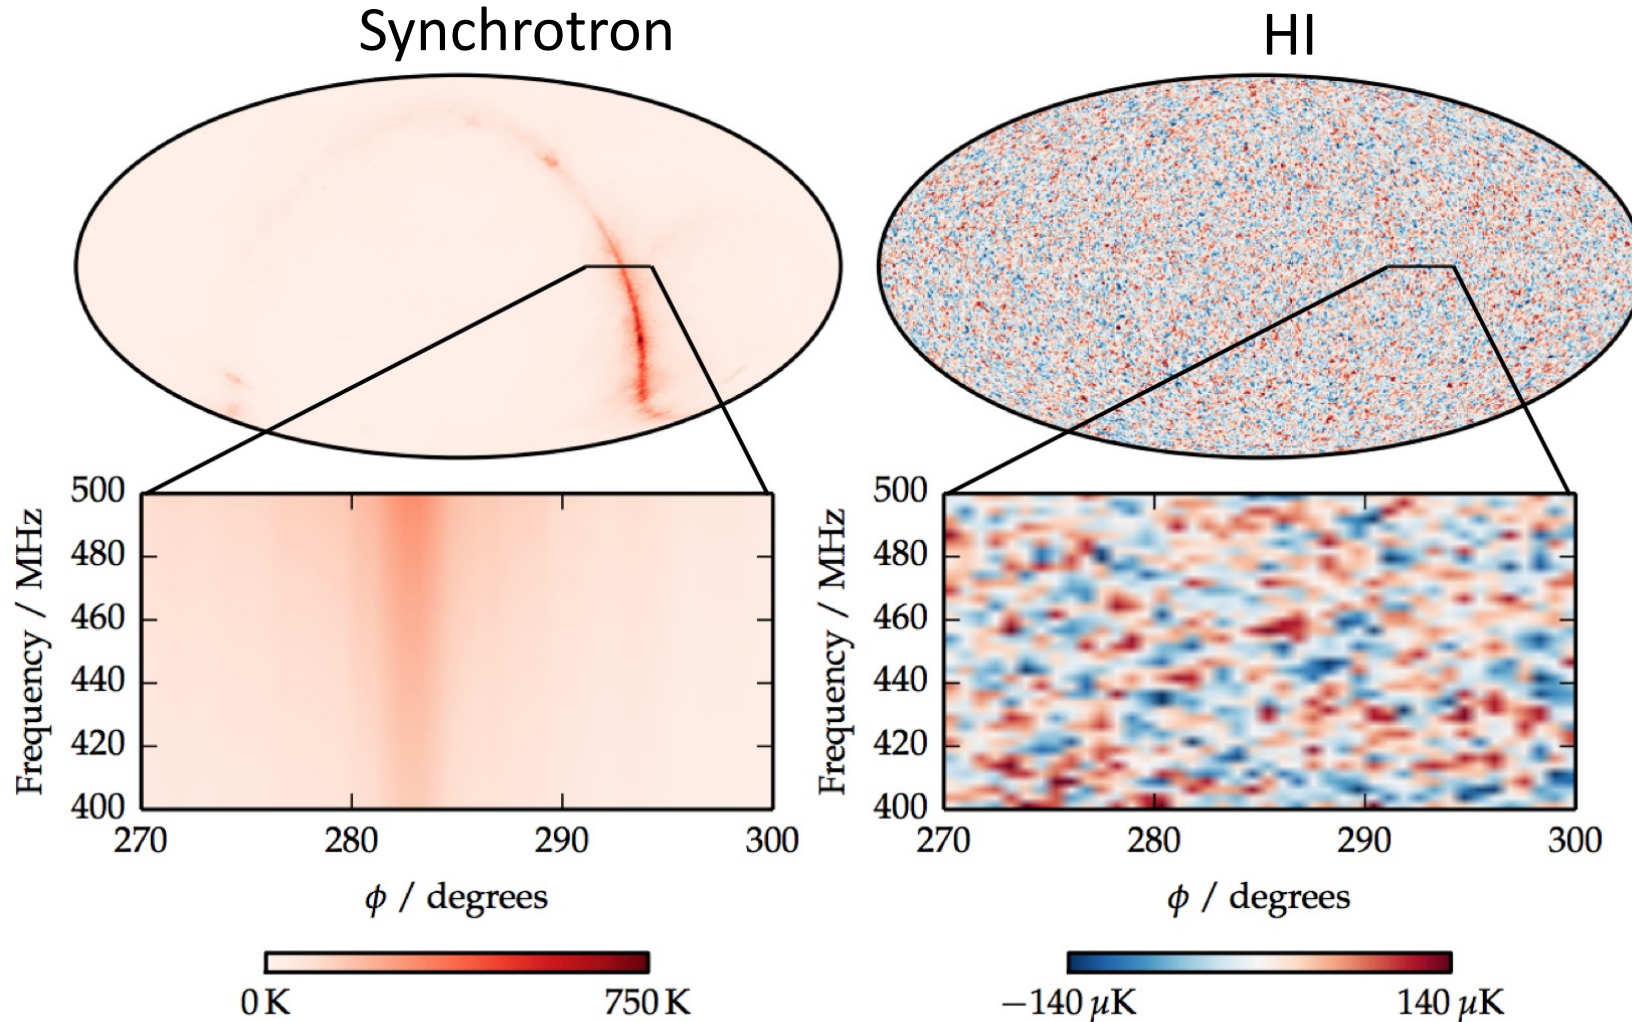 Synchrotron
HI
500
480
460
440
420
400
Frequency / MHz
270
280
290
300
ϕ / degrees
0 K
750 K
500
480
460
440
420
400
Frequency / MHz
270
280
290
300
ϕ / degrees
−140 μK
140 μK